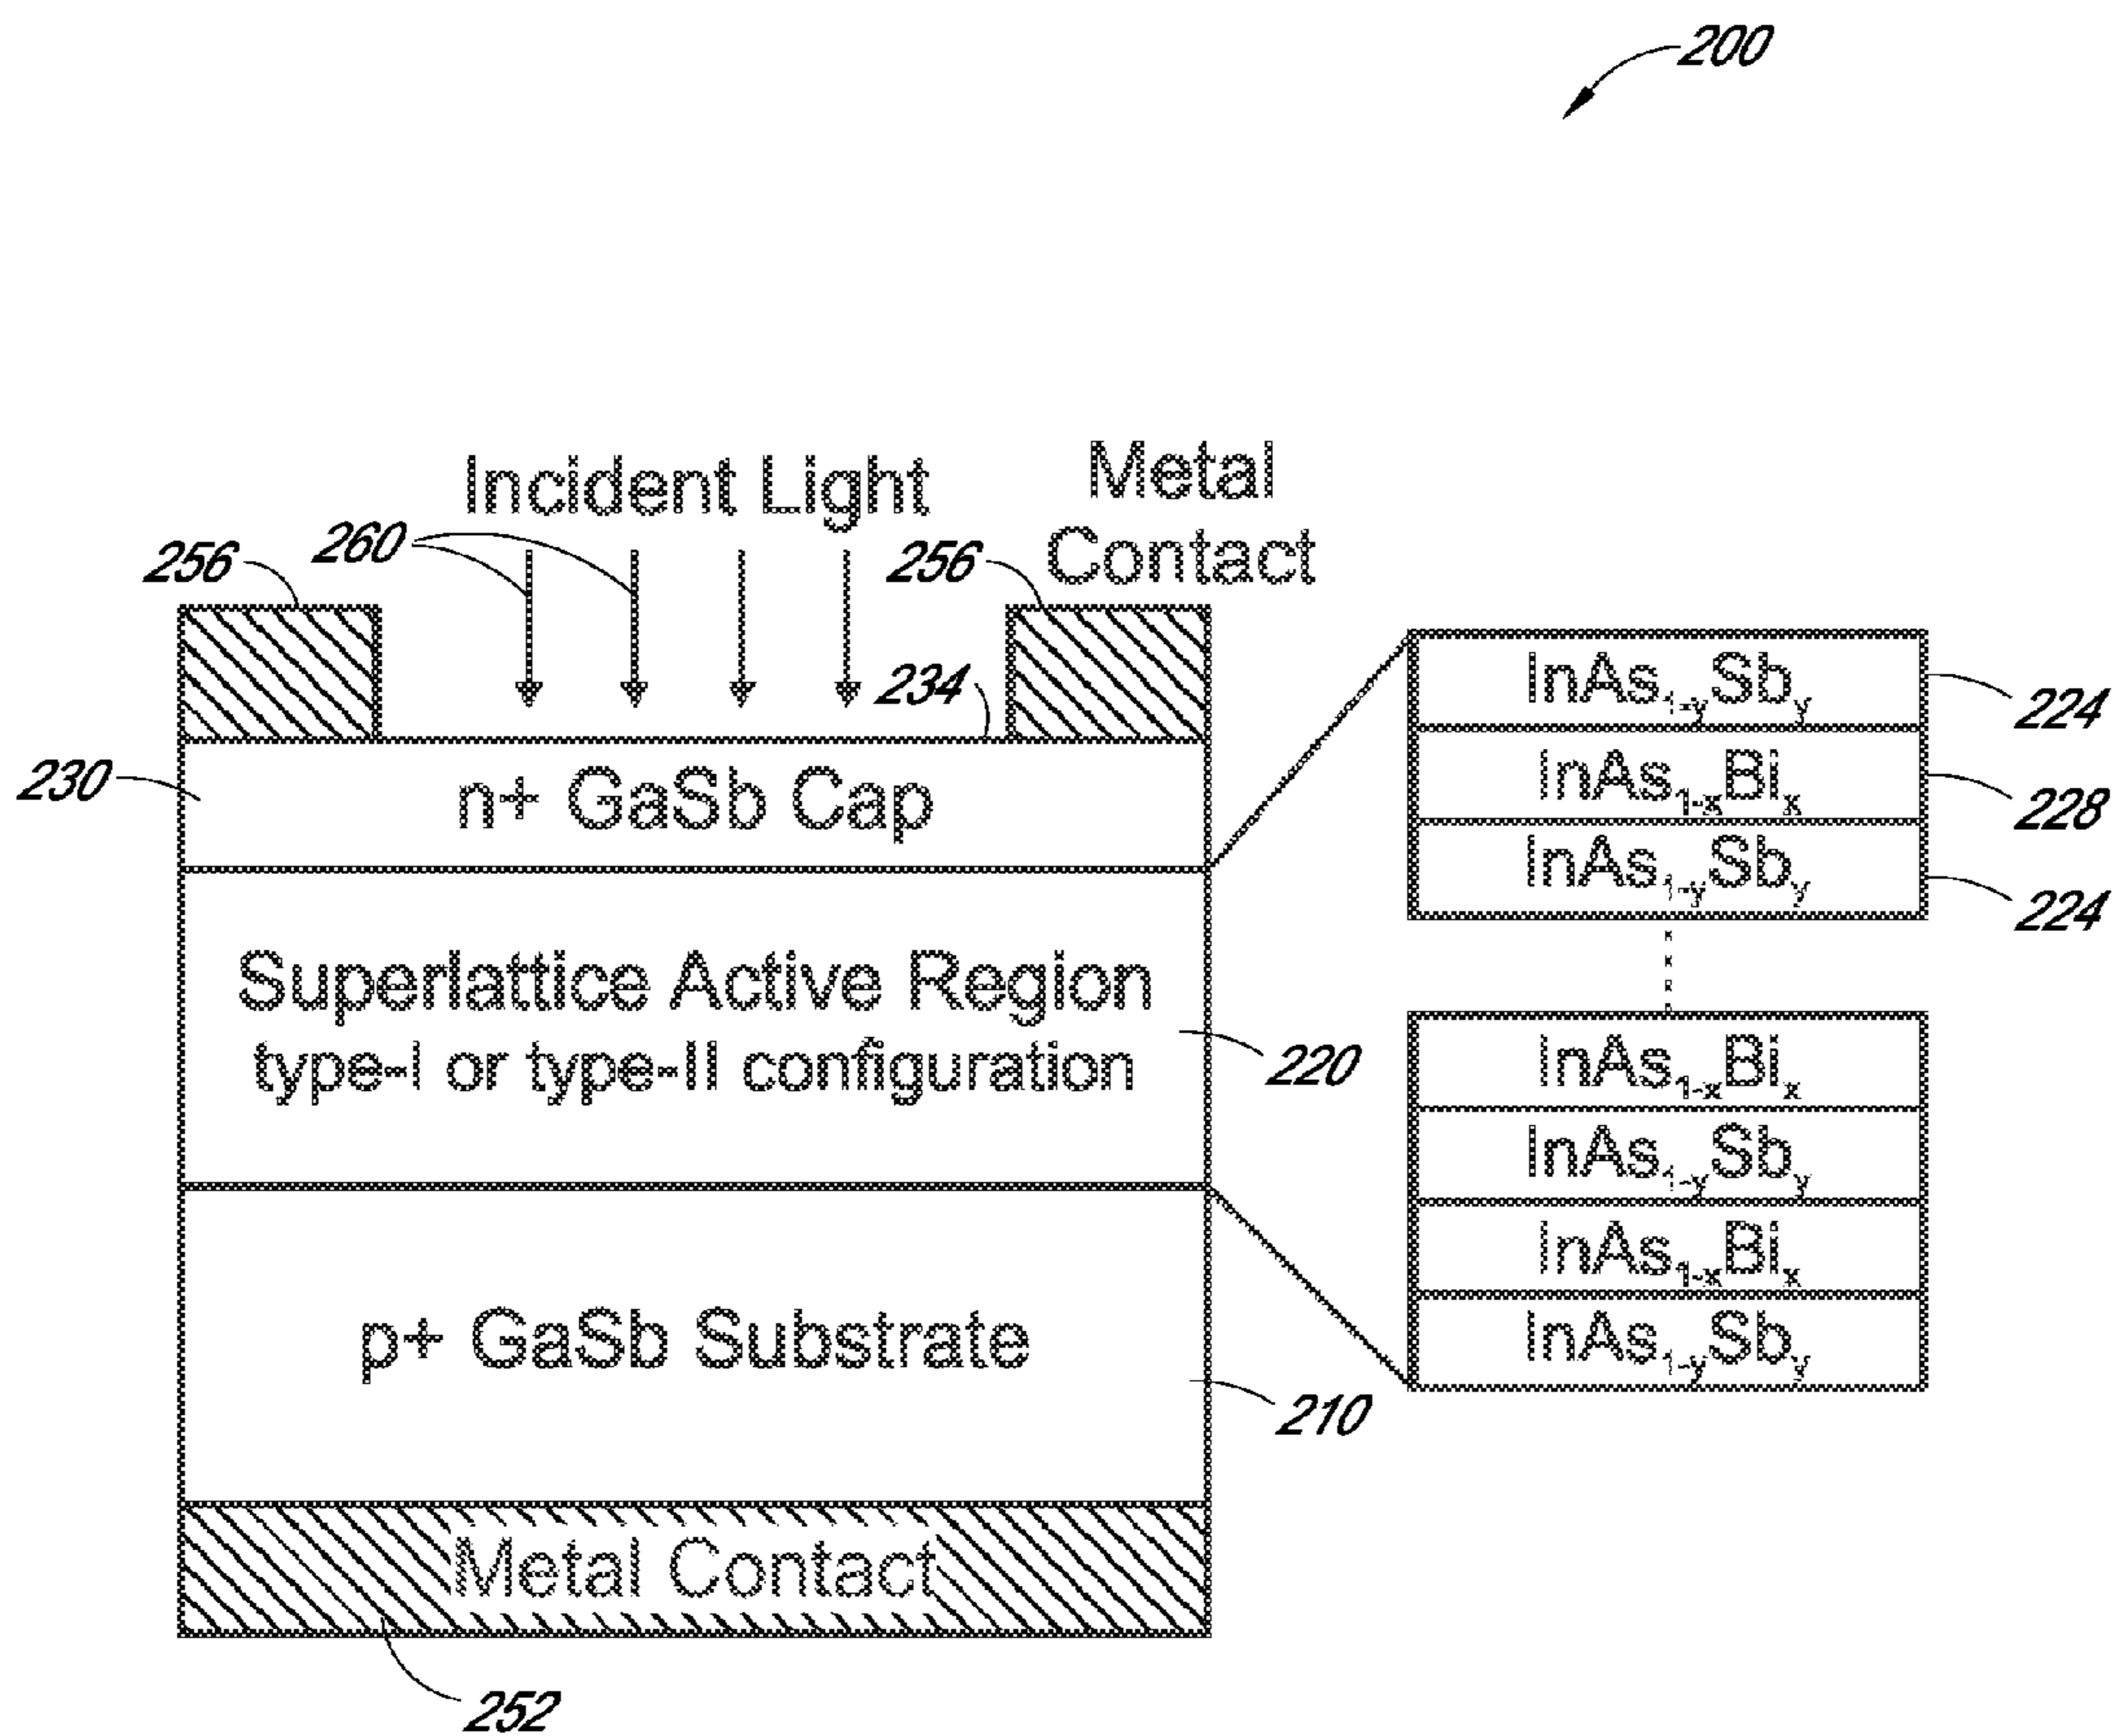 200
Incident Light
Metal
Contact
256
260
256
234
230
n+ GaSb Cap
InAs1-ySby
224
InAs1-xBix
228
InAs1-ySby
224
Superlattice Active Region
type-I or type-II configuration
220
InAs1-xBix
InAs1-ySby
InAs1-xBix
InAs1-ySby
p+ GaSb Substrate
210
Metal Contact
252